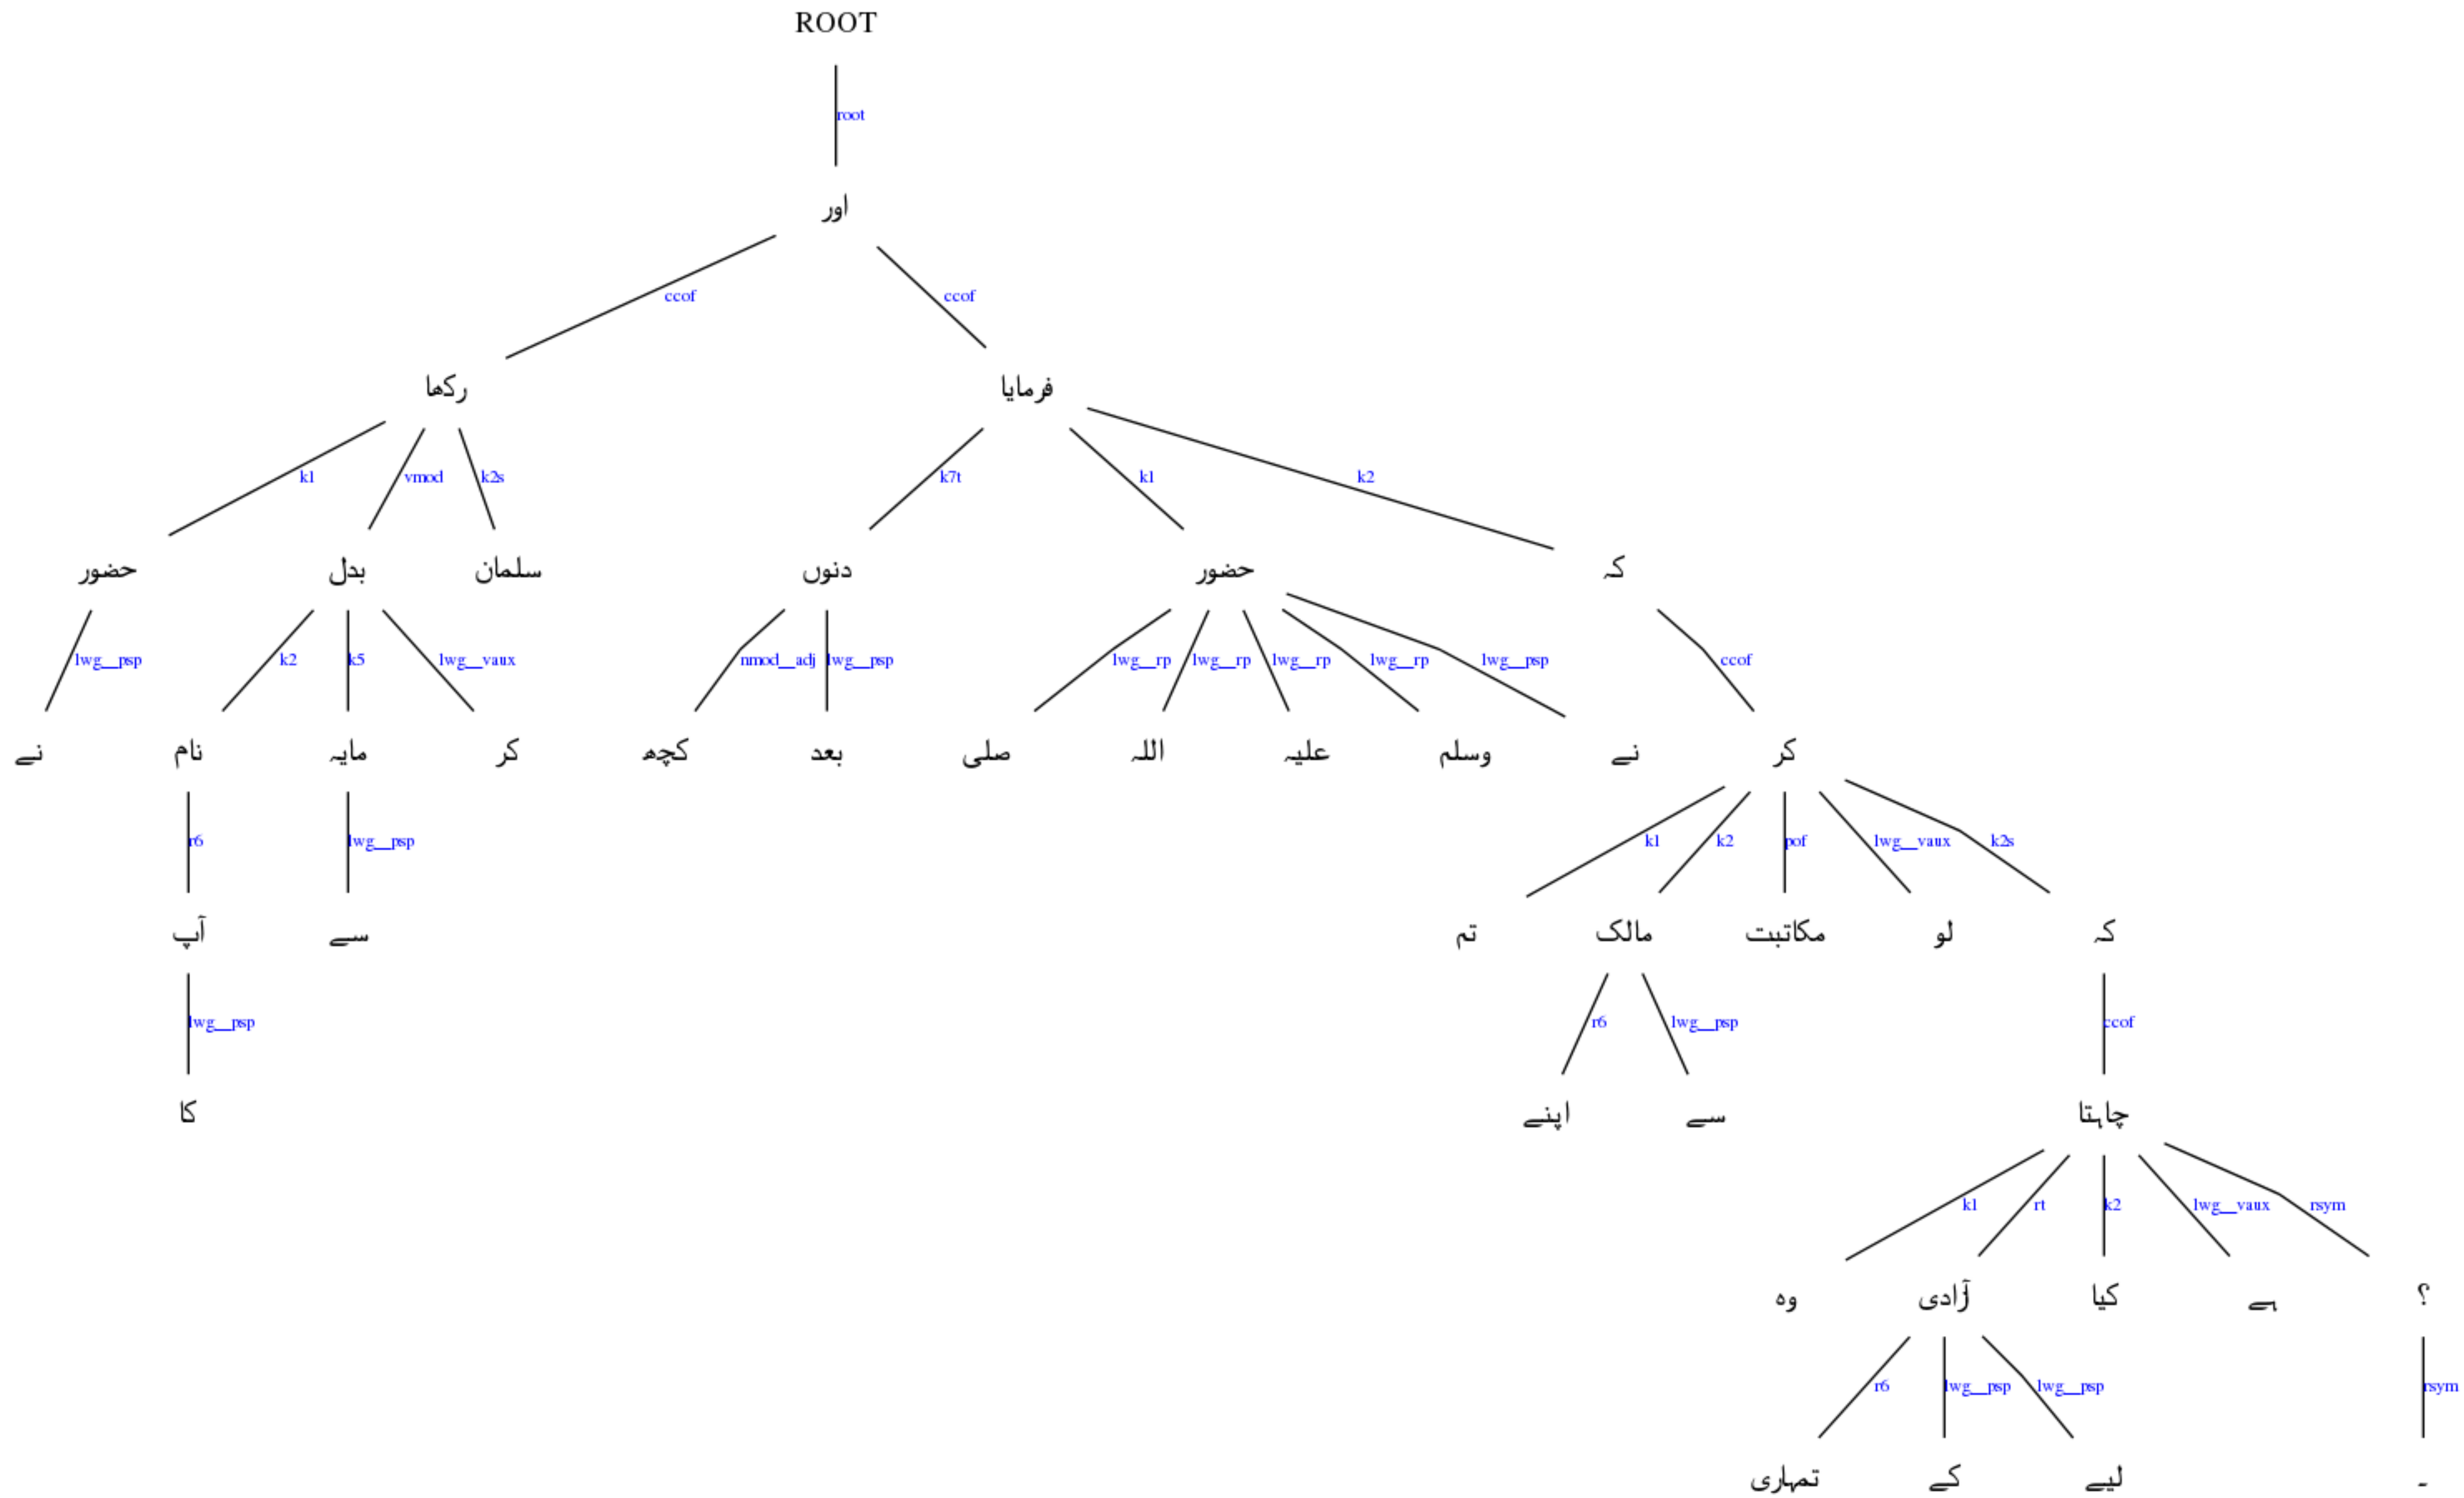 ROOT
root
اور
ccof ccof
رکھا فرمایا
k1 vmod k2s k7t k1 k2
حضور بدل سلمان دنوں حضور کہ
lwg__psp k2 k5 lwg__vaux nmod__adj lwg__psp lwg__rp lwg__rp lwg__rp lwg__rp lwg__psp ccof
نے نام مایہ کر کچھ بعد صلی اللہ علیہ وسلم نے کر
r6 lwg__psp k1 k2 pof lwg__vaux k2s
آپ سے تم مالک مکاتبت لو کہ
lwg__psp r6 lwg__psp ccof
کا اپنے سے چاہتا
k1 rt k2 lwg__vaux rsym
وہ آزادی کیا ہے ؟
r6 lwg__psp lwg__psp rsym
تمہاری کے لیے ۔